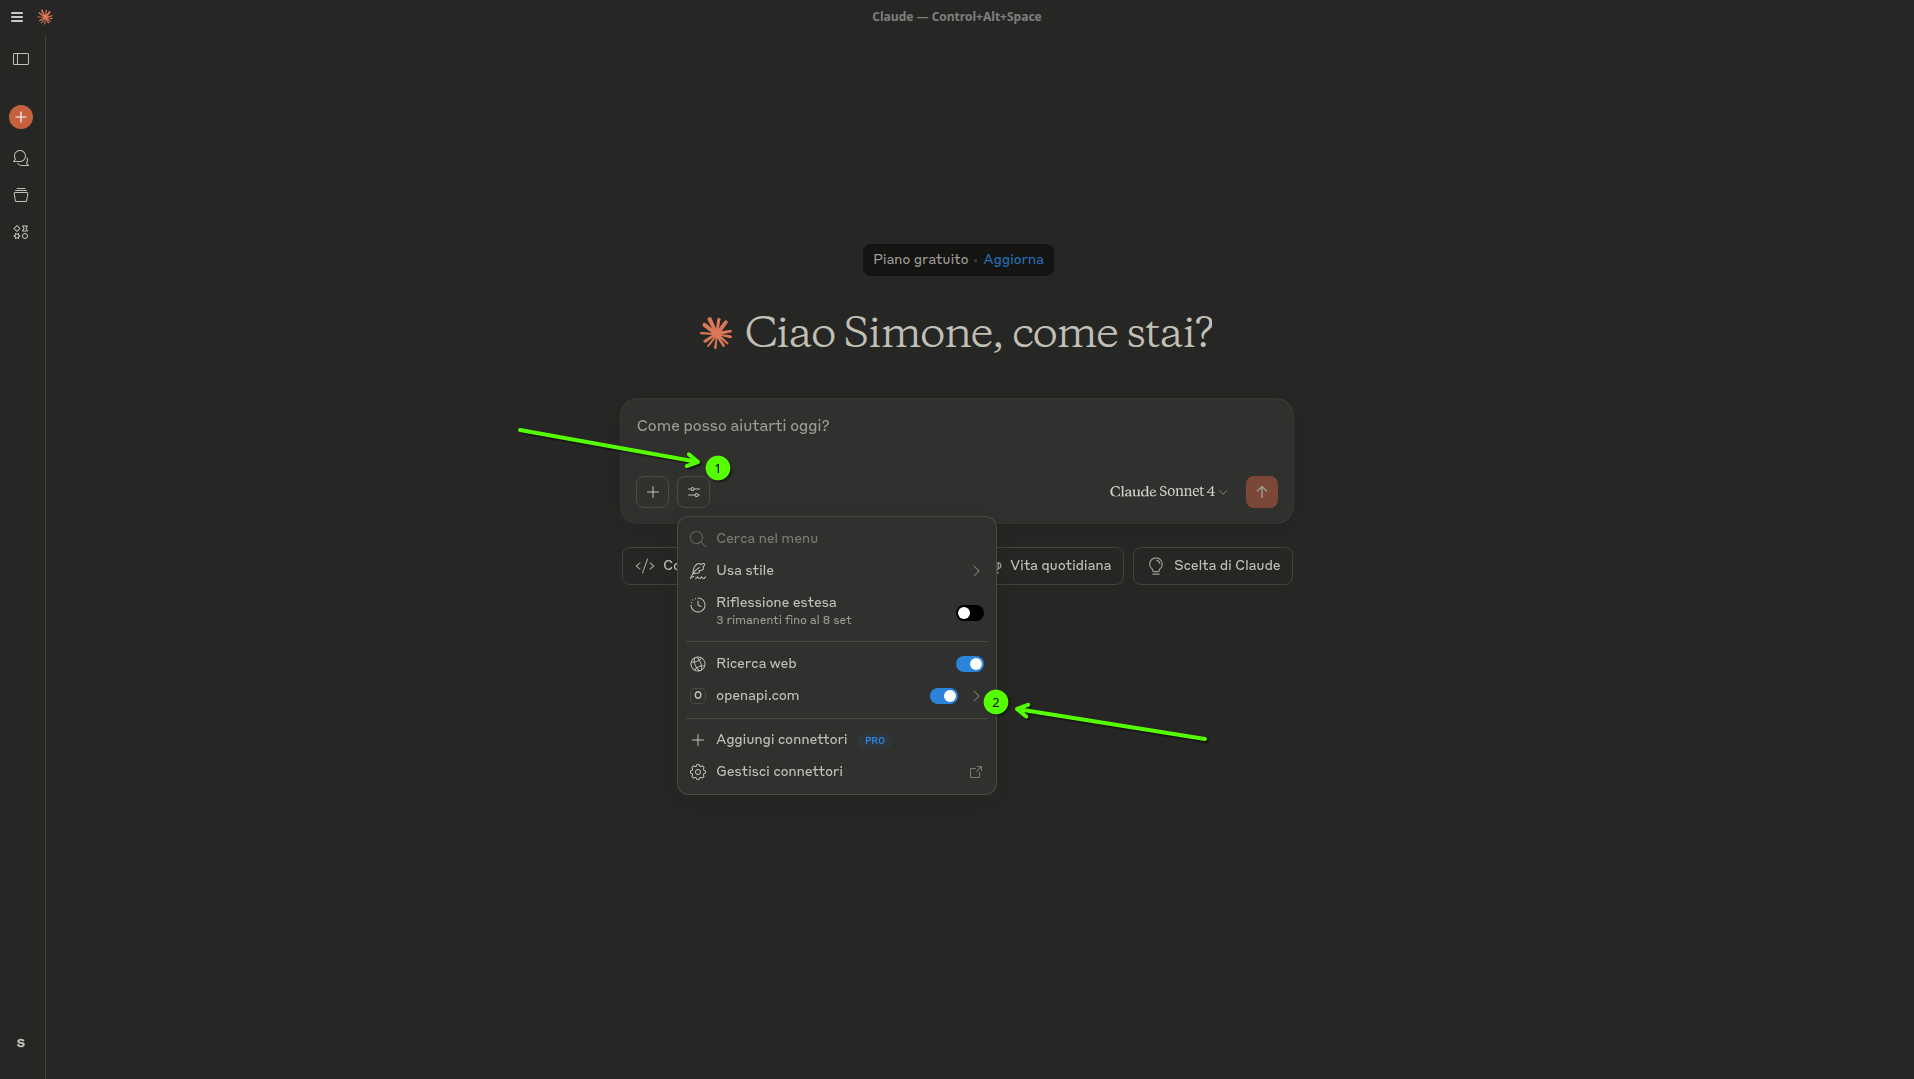 Claude — Control+Alt+Space
Piano gratuito · Aggiorna
Ciao Simone, come stai?
Come posso aiutarti oggi?
1
Claude Sonnet 4
Cerca nel menu
</> Co
Vita quotidiana
Scelta di Claude
Usa stile
Riflessione estesa
3 rimanenti fino al 8 set
Ricerca web
O openapi.com
2
Aggiungi connettori PRO
Gestisci connettori
S